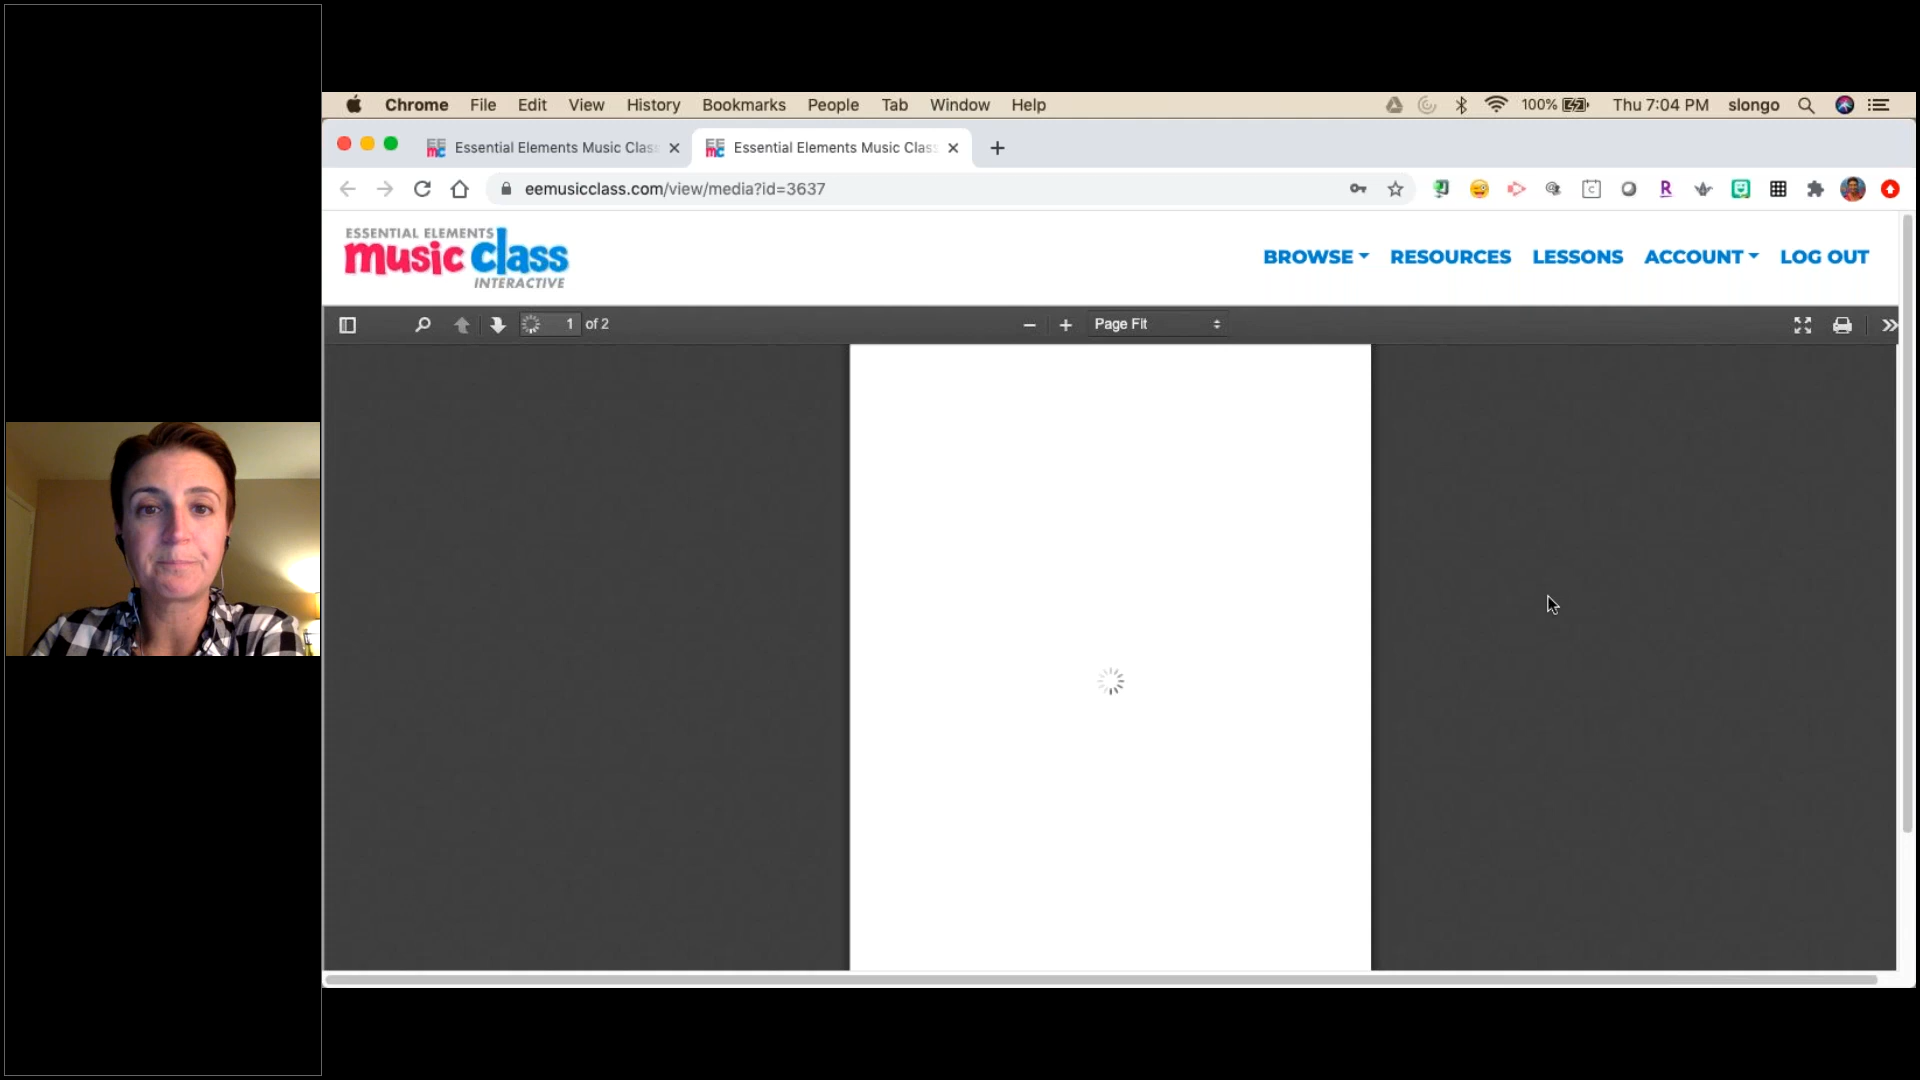 Chrome File Edit View History Bookmarks People Tab Window Help 100% Thu 7:04 PM slongo
Essential Elements Music Clas Essential Elements Music Clas
eemusicclass.com/view/media?id=3637
ESSENTIAL ELEMENTS
music class
INTERACTIVE
BROWSE RESOURCES LESSONS ACCOUNT LOG OUT
1 of 2 Page Fit